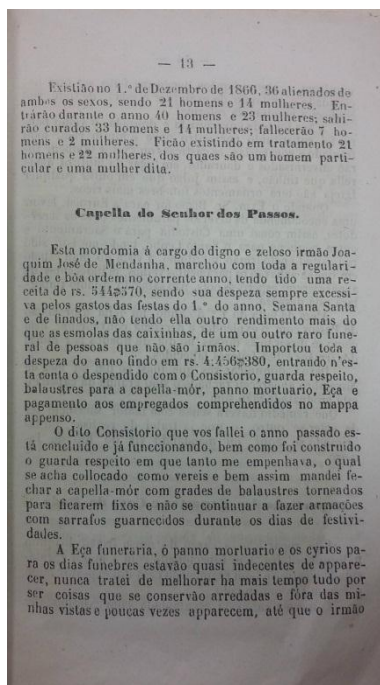 — 13 —
Existião no 1.º de Dezembro de 1866, 36 alienados de
ambos os sexos, sendo 21 homens e 14 mulheres. En-
trárão durante o anno 40 homens e 23 mulheres; sahi-
rão curados 33 homens e 14 mulheres; fallecerão 7 ho-
mens e 2 mulheres. Ficão existindo em tratamento 21
homens e 22 mulheres, dos quaes são um homem parti-
cular e uma mulher dita.
Capella do Senhor dos Passos.
Esta mordomia á cargo do digno e zeloso irmão Joa-
quim José de Mendanha, marchou com toda a regulari-
dade e bôa ordem no corrente anno, tendo tido uma re-
ceita de rs. 344$370, sendo sua despeza sempre excessi-
va pelos gastos das festas do 1.º do anno, Semana Santa
e de finados, não tendo ella outro rendimento mais do
que as esmolas das caixinhas, de um ou outro raro fune-
ral de pessoas que não são irmãos. Importou toda a
despeza do anno findo em rs. 4:456$380, entrando n'es-
ta conta o despendido com o Consistorio, guarda respeito,
balaustres para a capella-mór, panno mortuario, Eça e
pagamento aos empregados comprehendidos no mappa
appenso.
O dito Consistorio que vos fallei o anno passado es-
tá concluido e já funccionando, bem como foi construido
o guarda respeito em que tanto me empenhava, o qual
se acha collocado como vereis e bem assim mandei fe-
char a capella-mór com grades de balaustres torneados
para ficarem fixos e não se continuar a fazer armações
com sarrafos guarnecidos durante os dias de festivi-
dades.
A Eça funeraria, o panno mortuario e os cyrios pa-
ra os dias funebres estavão quasi indecentes de appare-
cer, nunca tratei de melhorar ha mais tempo tudo por
ser coisas que se conservão arredadas e fóra das mi-
nhas vistas e poucas vezes apparecem, até que o irmão